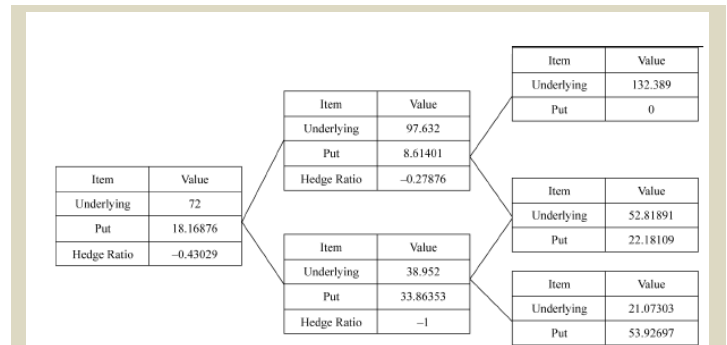 Item Value
Underlying 132.389
Put 0
Item Value
Underlying 97.632
Put 8.61401
Hedge Ratio –0.27876
Item Value
Underlying 72
Put 18.16876
Hedge Ratio –0.43029
Item Value
Underlying 52.81891
Put 22.18109
Item Value
Underlying 38.952
Put 33.86353
Hedge Ratio –1
Item Value
Underlying 21.07303
Put 53.92697